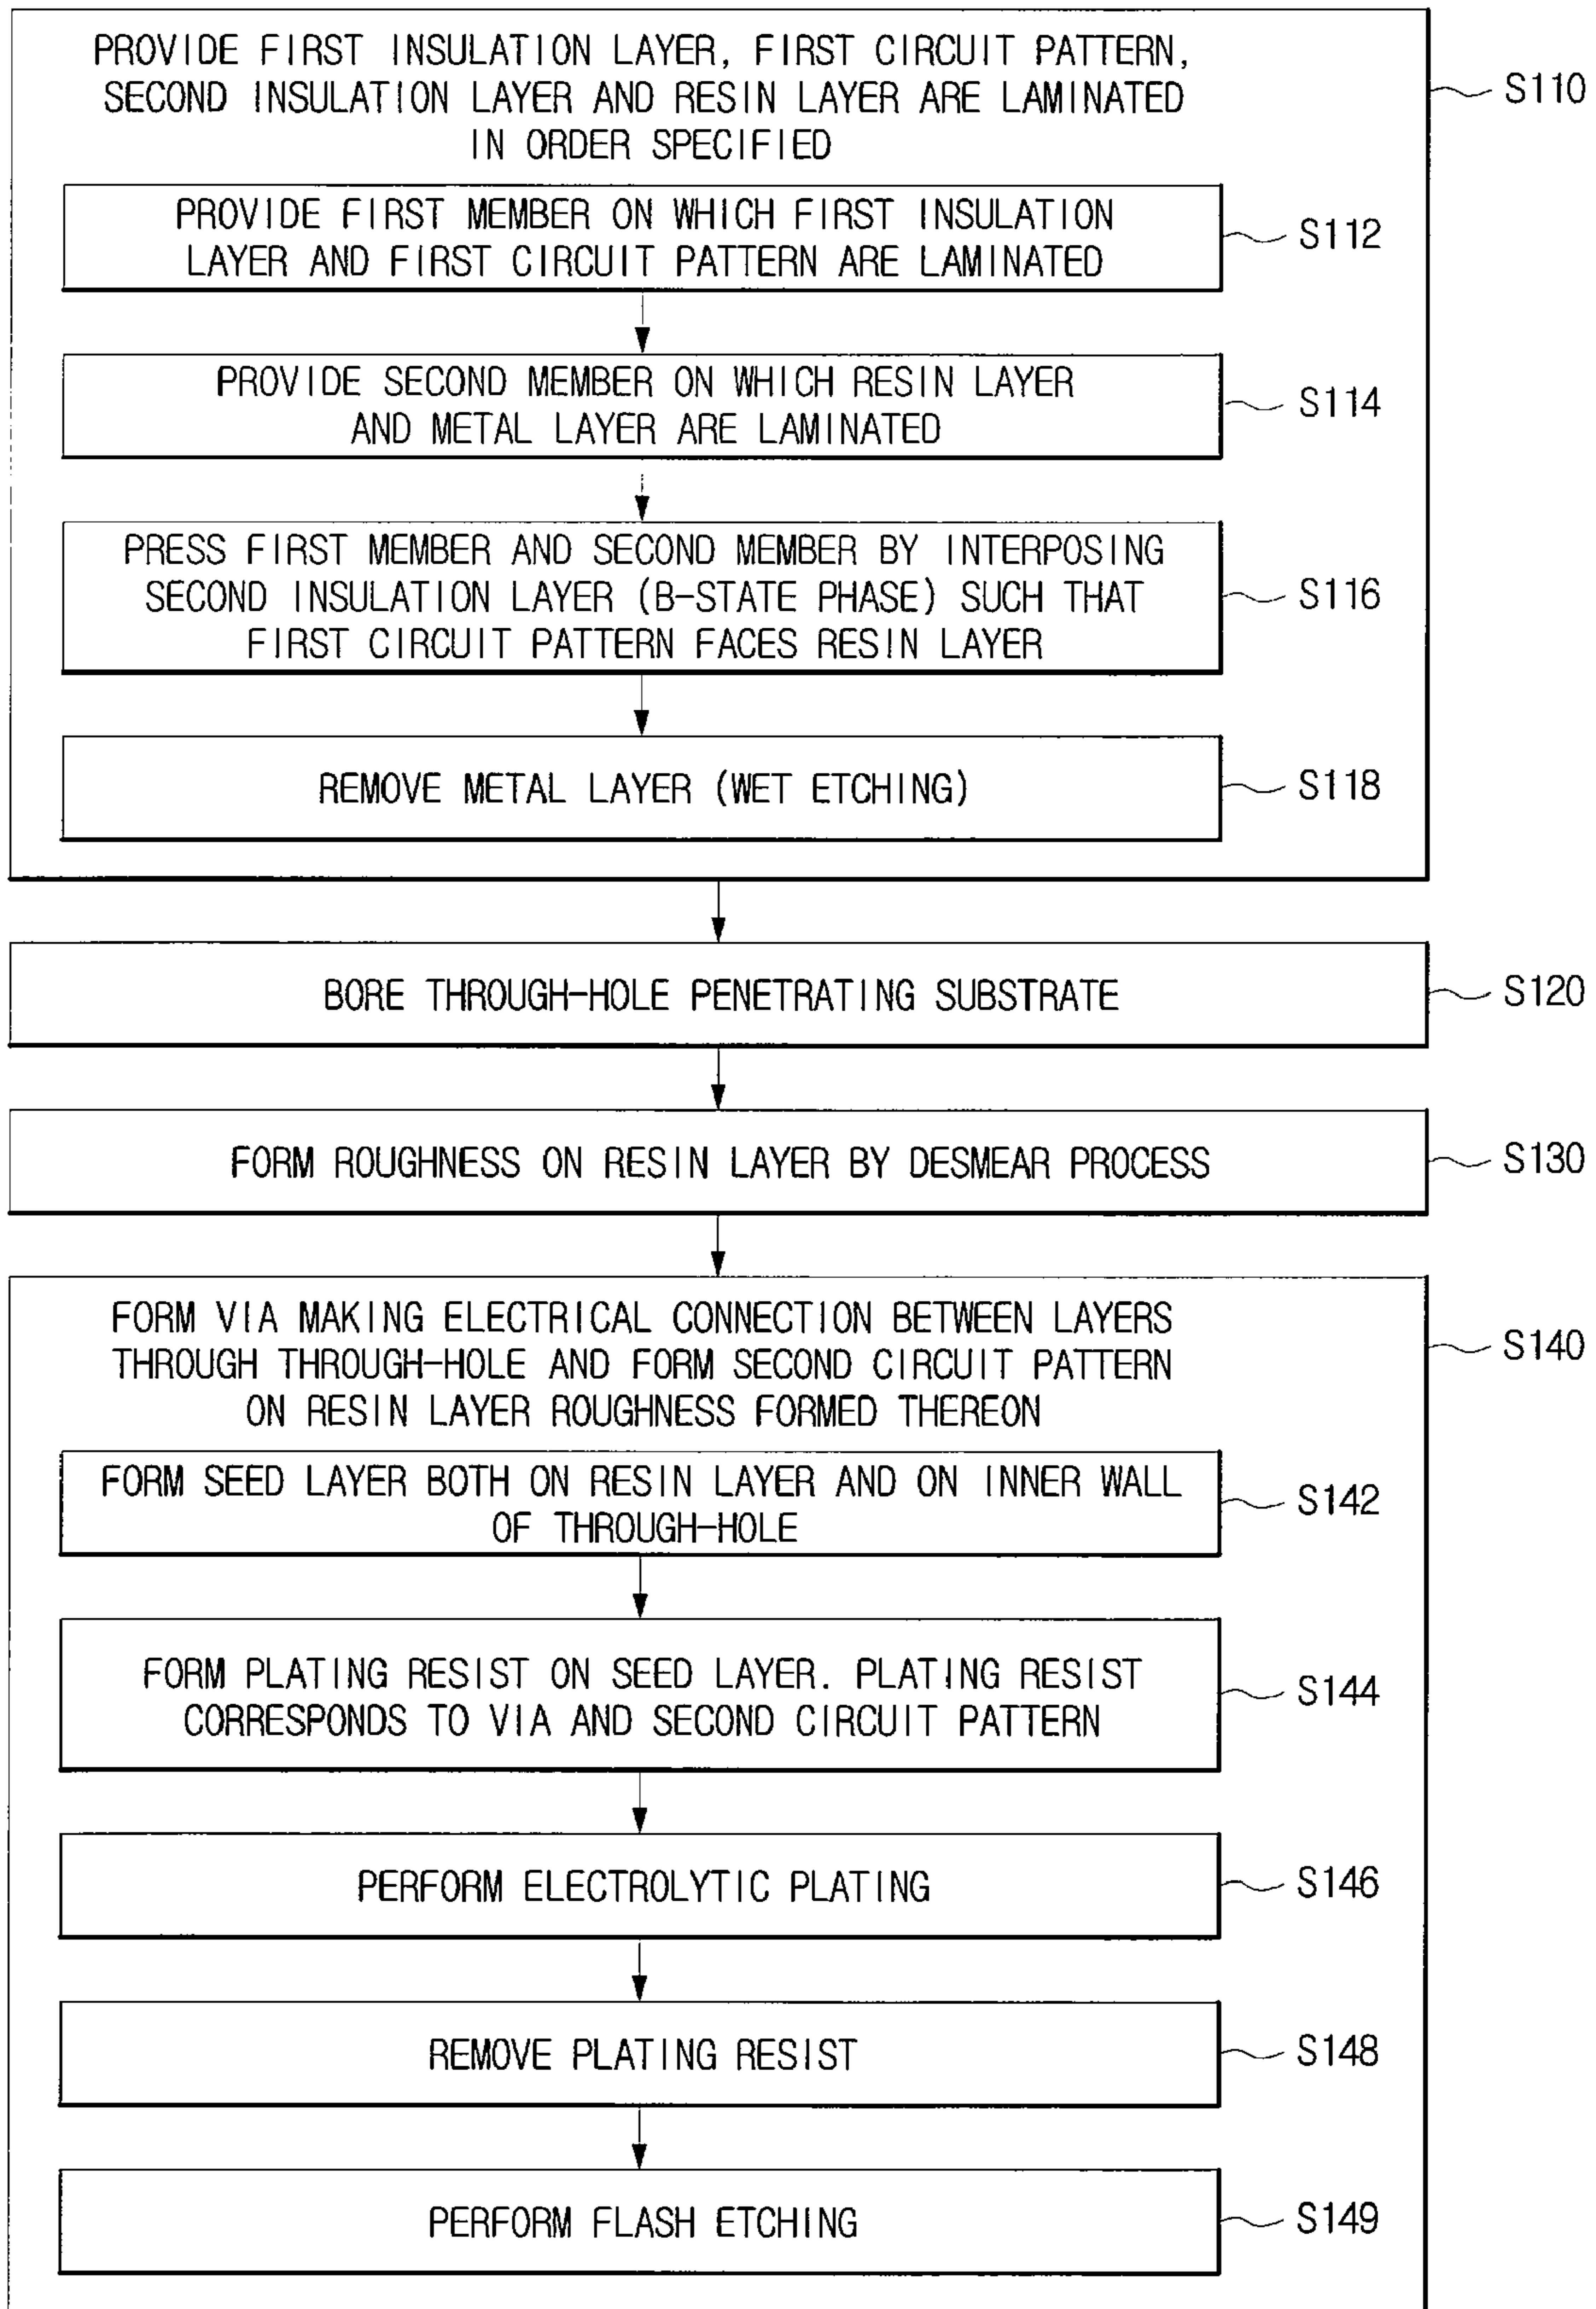 PROVIDE FIRST INSULATION LAYER, FIRST CIRCUIT PATTERN,
SECOND INSULATION LAYER AND RESIN LAYER ARE LAMINATED
IN ORDER SPECIFIED
S110
PROVIDE FIRST MEMBER ON WHICH FIRST INSULATION
LAYER AND FIRST CIRCUIT PATTERN ARE LAMINATED
S112
PROVIDE SECOND MEMBER ON WHICH RESIN LAYER
AND METAL LAYER ARE LAMINATED
S114
PRESS FIRST MEMBER AND SECOND MEMBER BY INTERPOSING
SECOND INSULATION LAYER (B-STATE PHASE) SUCH THAT
FIRST CIRCUIT PATTERN FACES RESIN LAYER
S116
REMOVE METAL LAYER (WET ETCHING)
S118
BORE THROUGH-HOLE PENETRATING SUBSTRATE
S120
FORM ROUGHNESS ON RESIN LAYER BY DESMEAR PROCESS
S130
FORM VIA MAKING ELECTRICAL CONNECTION BETWEEN LAYERS
THROUGH THROUGH-HOLE AND FORM SECOND CIRCUIT PATTERN
ON RESIN LAYER ROUGHNESS FORMED THEREON
S140
FORM SEED LAYER BOTH ON RESIN LAYER AND ON INNER WALL
OF THROUGH-HOLE
S142
FORM PLATING RESIST ON SEED LAYER. PLATING RESIST
CORRESPONDS TO VIA AND SECOND CIRCUIT PATTERN
S144
PERFORM ELECTROLYTIC PLATING
S146
REMOVE PLATING RESIST
S148
PERFORM FLASH ETCHING
S149